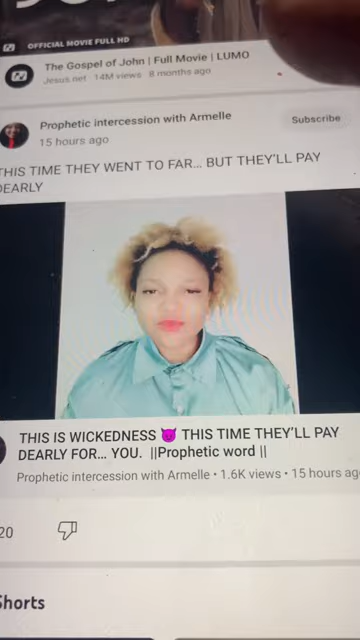 OFFICIAL MOVIE FULL HD
The Gospel of John | Full Movie | LUMO
Jesus.net 14M views 8 months ago
Prophetic intercession with Armelle
Subscribe
15 hours ago
THIS TIME THEY WENT TO FAR... BUT THEY'LL PAY
DEARLY
THIS IS WICKEDNESS 😈 THIS TIME THEY'LL PAY
DEARLY FOR... YOU. ||Prophetic word ||
Prophetic intercession with Armelle • 1.6K views • 15 hours ag
20
Shorts